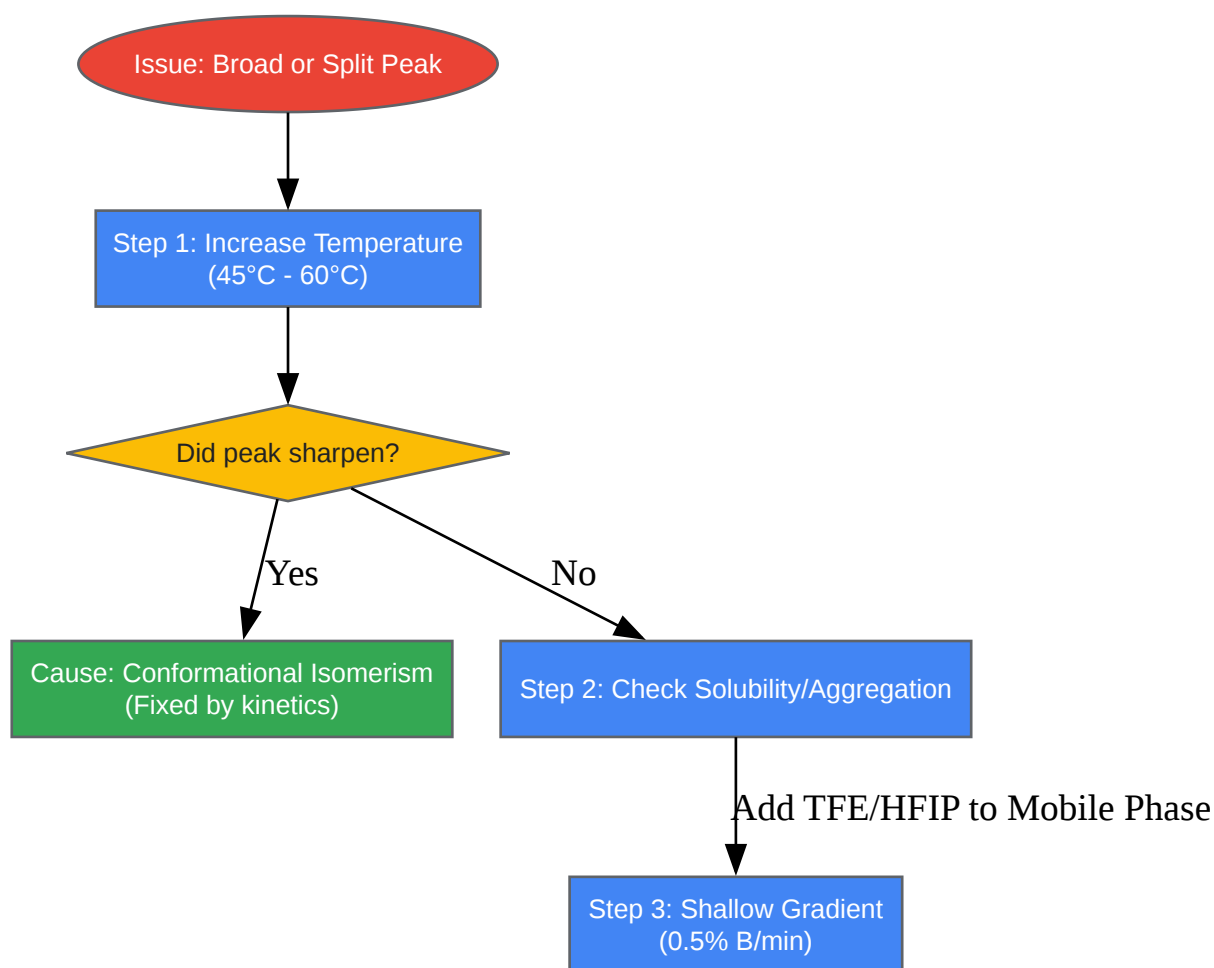 Issue: Broad or Split Peak
Step 1: Increase Temperature
(45°C - 60°C)
Did peak sharpen?
Yes
No
Cause: Conformational Isomerism
(Fixed by kinetics)
Step 2: Check Solubility/Aggregation
Add TFE/HFIP to Mobile Phase
Step 3: Shallow Gradient
(0.5% B/min)